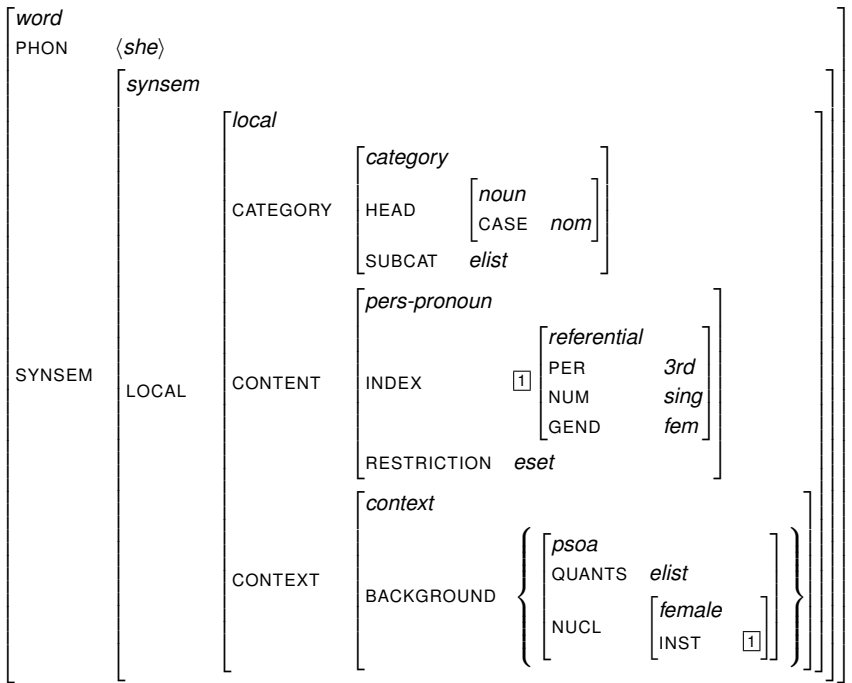 word
PHON ⟨she⟩
synsem
local
category
CATEGORY HEAD noun
CASE nom
SUBCAT elist
pers-pronoun
referential
SYNSEM LOCAL CONTENT INDEX 1 PER 3rd
NUM sing
GEND fem
RESTRICTION eset
context
psoa
QUANTS elist
CONTEXT BACKGROUND { NUCL female }
INST 1